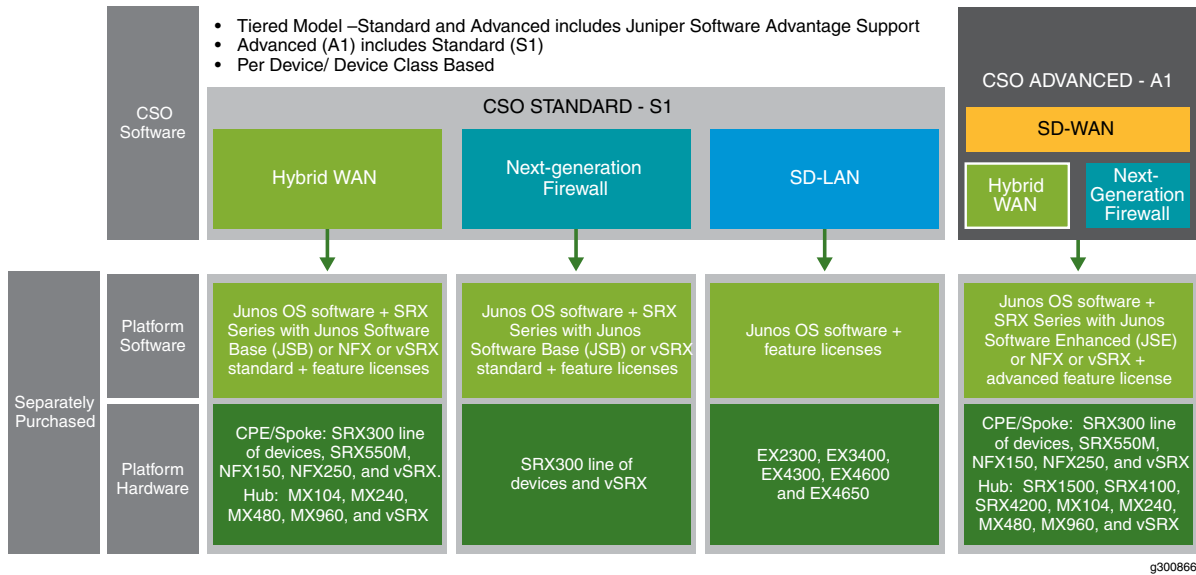 • Tiered Model –Standard and Advanced includes Juniper Software Advantage Support
• Advanced (A1) includes Standard (S1)
• Per Device/ Device Class Based
CSO
Software
CSO STANDARD - S1
Hybrid WAN
Next-generation
Firewall
SD-LAN
CSO ADVANCED - A1
SD-WAN
Hybrid
WAN
Next-
Generation
Firewall
Separately
Purchased
Platform
Software
Junos OS software + SRX
Series with Junos Software
Base (JSB) or NFX or vSRX
standard + feature licenses
Junos OS software + SRX
Series with Junos
Software Base (JSB) or vSRX
standard + feature licenses
Junos OS software +
feature licenses
Junos OS software +
SRX Series with Junos
Software Enhanced (JSE)
or NFX or vSRX +
advanced feature license
Platform
Hardware
CPE/Spoke: SRX300 line
of devices, SRX550M,
NFX150, NFX250, and vSRX.
Hub: MX104, MX240,
MX480, MX960, and vSRX
SRX300 line of
devices and vSRX
EX2300, EX3400,
EX4300, EX4600
and EX4650
CPE/Spoke: SRX300 line
of devices, SRX550M,
NFX150, NFX250, and vSRX
Hub: SRX1500, SRX4100,
SRX4200, MX104, MX240,
MX480, MX960, and vSRX
g300866